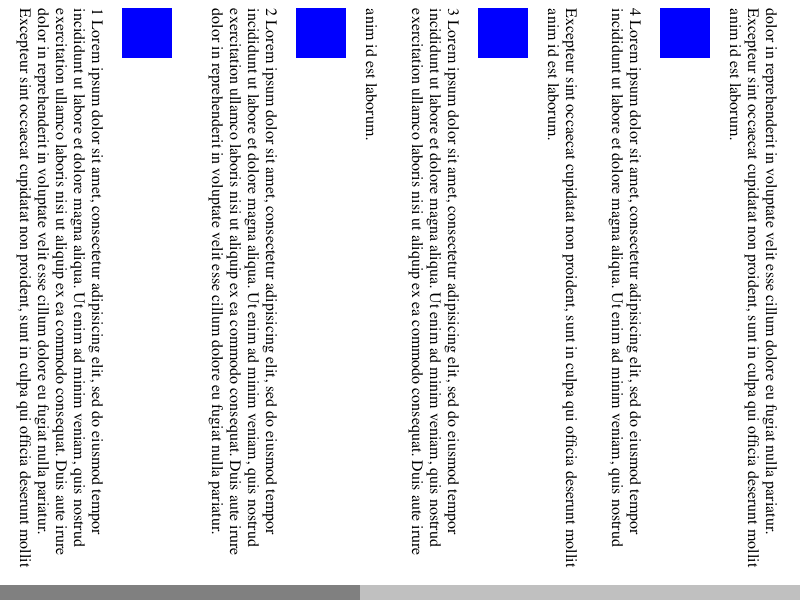 dolor in reprehenderit in voluptate velit esse cillum dolore eu fugiat nulla pariatur.
Excepteur sint occaecat cupidatat non proident, sunt in culpa qui officia deserunt mollit
anim id est laborum.
4 Lorem ipsum dolor sit amet, consectetur adipisicing elit, sed do eiusmod tempor
incididunt ut labore et dolore magna aliqua. Ut enim ad minim veniam, quis nostrud
Excepteur sint occaecat cupidatat non proident, sunt in culpa qui officia deserunt mollit
anim id est laborum.
3 Lorem ipsum dolor sit amet, consectetur adipisicing elit, sed do eiusmod tempor
incididunt ut labore et dolore magna aliqua. Ut enim ad minim veniam, quis nostrud
exercitation ullamco laboris nisi ut aliquip ex ea commodo consequat. Duis aute irure
anim id est laborum.
2 Lorem ipsum dolor sit amet, consectetur adipisicing elit, sed do eiusmod tempor
incididunt ut labore et dolore magna aliqua. Ut enim ad minim veniam, quis nostrud
exercitation ullamco laboris nisi ut aliquip ex ea commodo consequat. Duis aute irure
dolor in reprehenderit in voluptate velit esse cillum dolore eu fugiat nulla pariatur.
1 Lorem ipsum dolor sit amet, consectetur adipisicing elit, sed do eiusmod tempor
incididunt ut labore et dolore magna aliqua. Ut enim ad minim veniam, quis nostrud
exercitation ullamco laboris nisi ut aliquip ex ea commodo consequat. Duis aute irure
dolor in reprehenderit in voluptate velit esse cillum dolore eu fugiat nulla pariatur.
Excepteur sint occaecat cupidatat non proident, sunt in culpa qui officia deserunt mollit